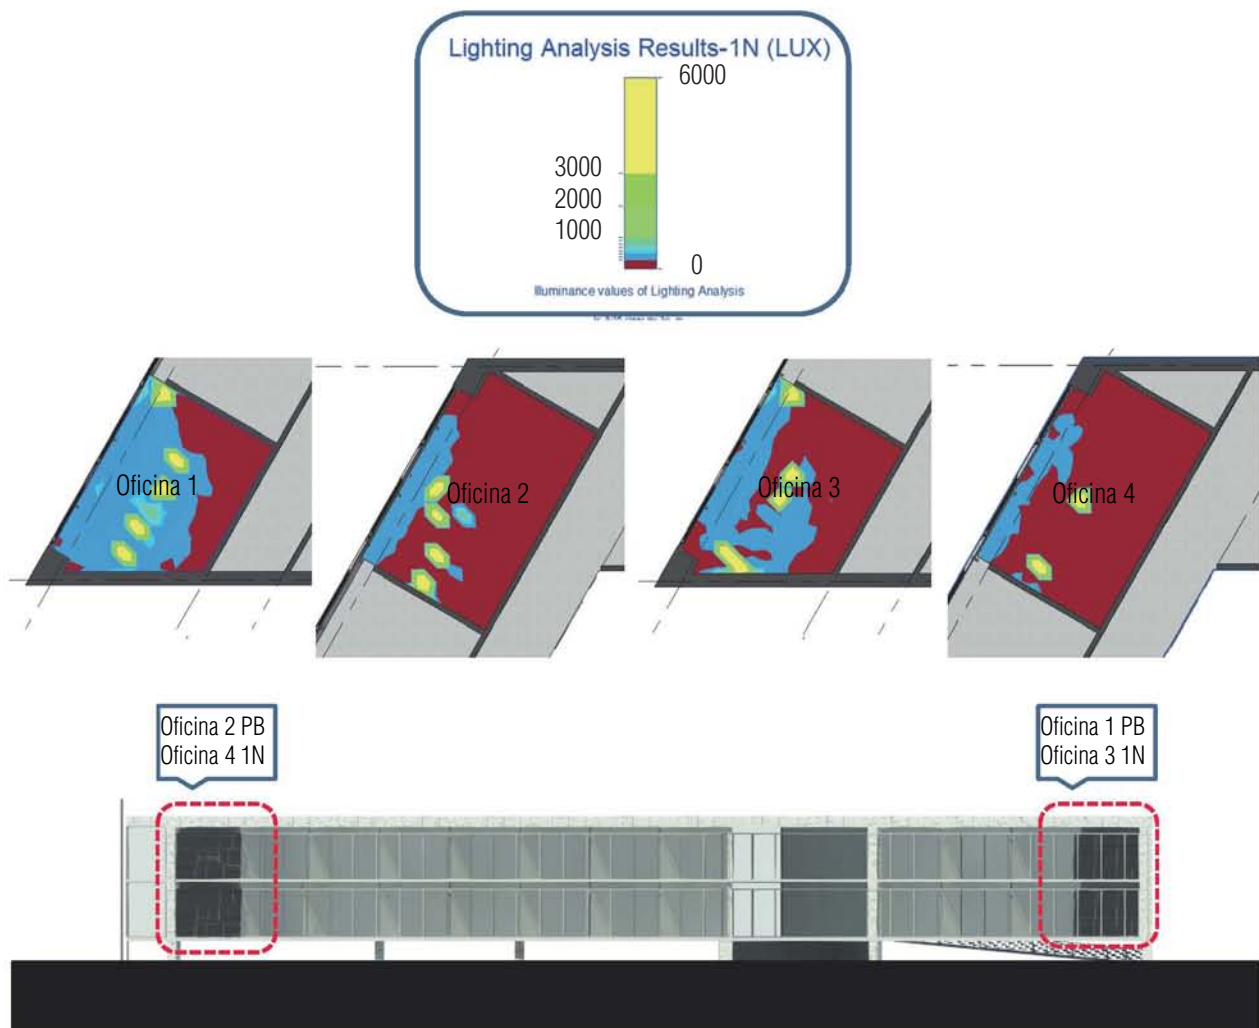 Lighting Analysis Results-1N (LUX)
6000
3000
2000
1000
0
Illuminance values of Lighting Analysis
Oficina 1
Oficina 2
Oficina 3
Oficina 4
Oficina 2 PB
Oficina 4 1N
Oficina 1 PB
Oficina 3 1N